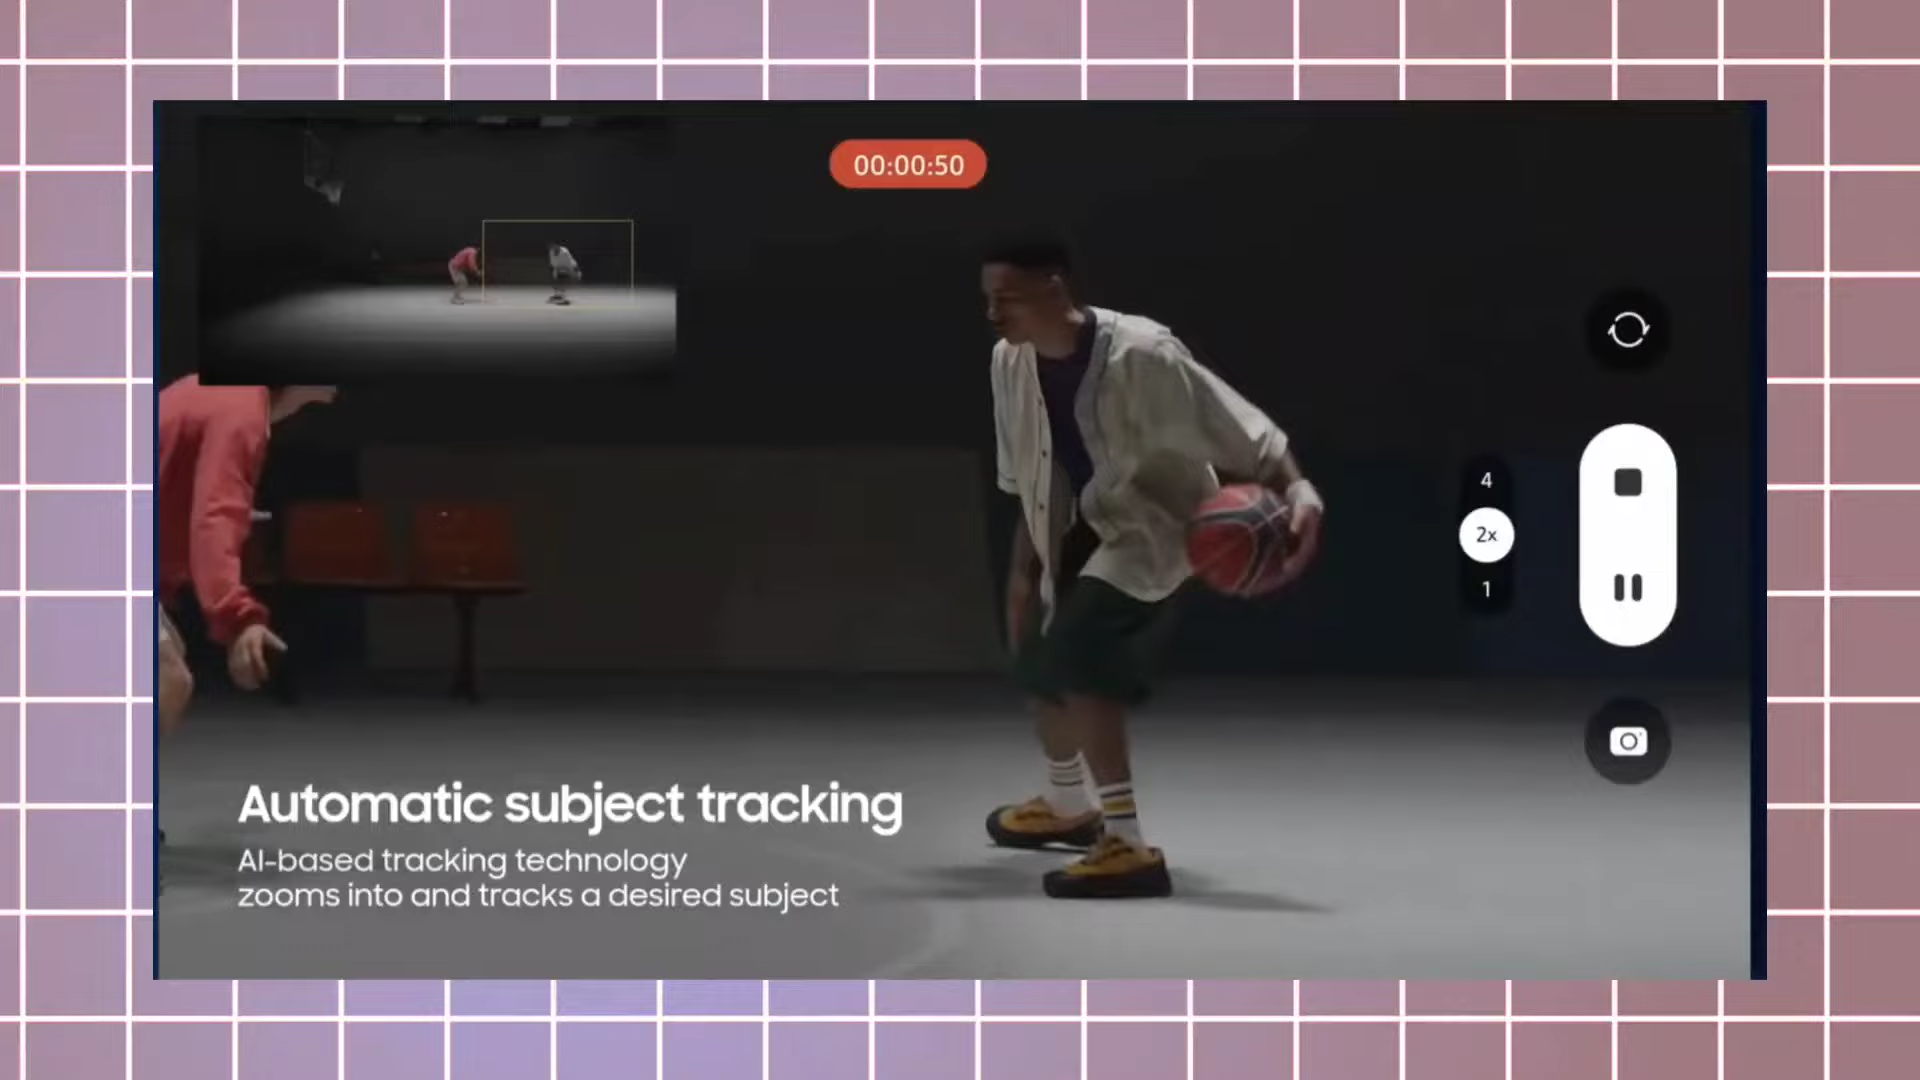 00:00:50
4
2x
1
Automatic subject tracking
AI-based tracking technology
zooms into and tracks a desired subject